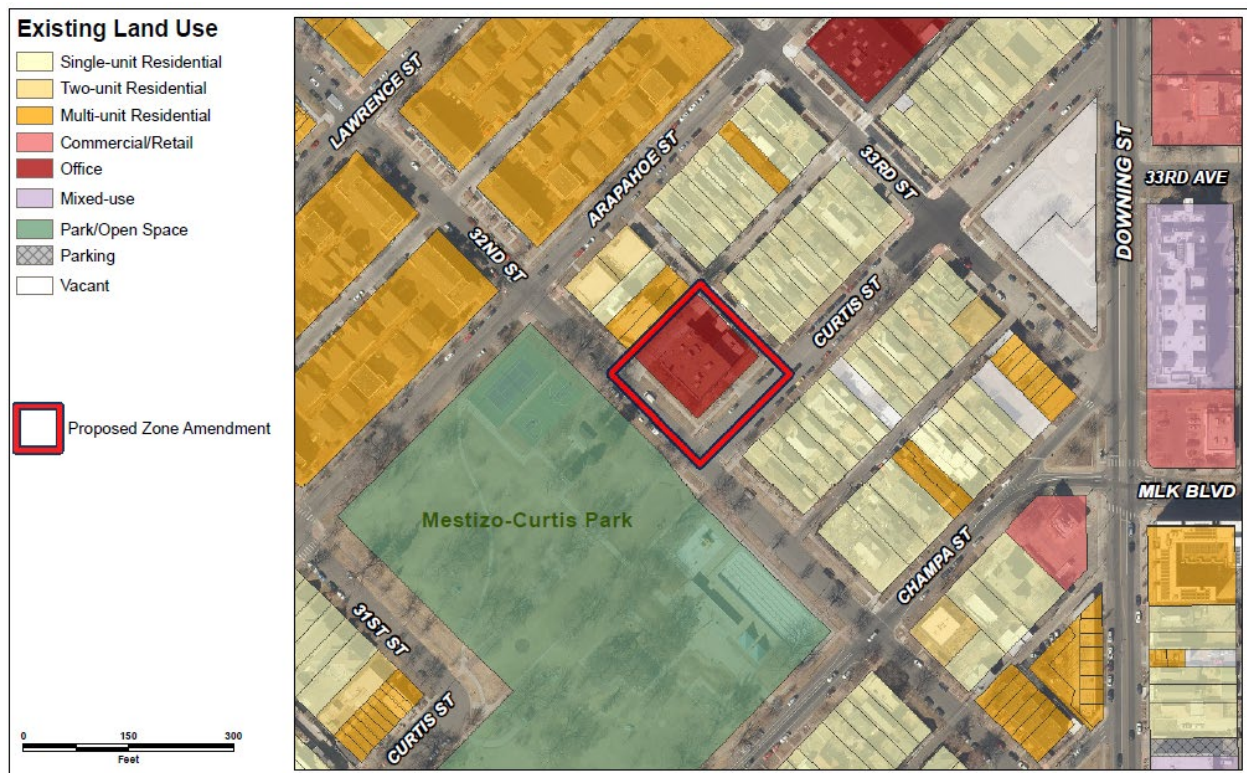 Existing Land Use
Single-unit Residential
Two-unit Residential
Multi-unit Residential
Commercial/Retail
Office
Mixed-use
Park/Open Space
Parking
Vacant
Proposed Zone Amendment
0 150 300
Feet
LAWRENCE ST
ARAPAHOE ST
32ND ST
33RD ST
CURTIS ST
DOWNING ST
33RD AVE
MLK BLVD
Mestizo-Curtis Park
CHAMPA ST
31ST ST
CURTIS ST